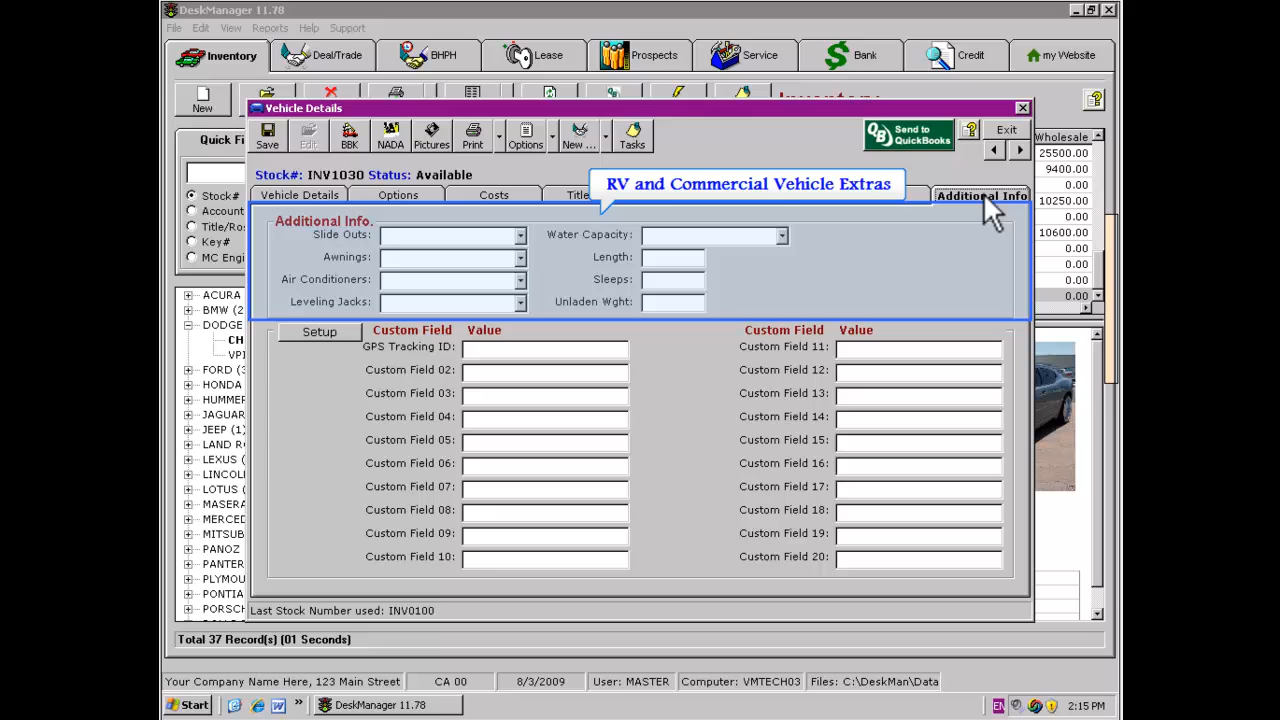 DeskManager 11.78
File Edit View Reports Help Support
Inventory Deal/Trade BHPH Lease Prospects Service Bank Credit my Website
New
Vehicle Details
Quick Fi
Save Edit BBK NADA Pictures Print Options New ... Tasks
QB Send to QuickBooks
Exit
Stock#: INV1030 Status: Available
RV and Commercial Vehicle Extras
Vehicle Details Options Costs Title Additional Info
Additional Info.
Slide Outs: Water Capacity:
Awnings: Length:
Air Conditioners: Sleeps:
Leveling Jacks: Unladen Wght:
Setup Custom Field Value Custom Field Value
GPS Tracking ID: Custom Field 11:
Custom Field 02: Custom Field 12:
Custom Field 03: Custom Field 13:
Custom Field 04: Custom Field 14:
Custom Field 05: Custom Field 15:
Custom Field 06: Custom Field 16:
Custom Field 07: Custom Field 17:
Custom Field 08: Custom Field 18:
Custom Field 09: Custom Field 19:
Custom Field 10: Custom Field 20:
Last Stock Number used: INV0100
Stock#
Account
Title/Ros
Key#
MC Engi
ACURA
BMW (2
DODGE
CH
VPI
FORD (3
HONDA
HUMMER
JAGUAR
JEEP (1)
LAND R
LEXUS (
LINCOL
LOTUS (
MASERA
MERCED
MITSUB
PANOZ
PANTER
PLYMOU
PONTIA
PORSCH
Wholesale
25500.00
9400.00
0.00
0.00
10250.00
0.00
10600.00
0.00
0.00
0.00
Total 37 Record(s) (01 Seconds)
Your Company Name Here, 123 Main Street CA 00 8/3/2009 User: MASTER Computer: VMTECH03 Files: C:\DeskMan\Data
Start » DeskManager 11.78 EN 2:15 PM